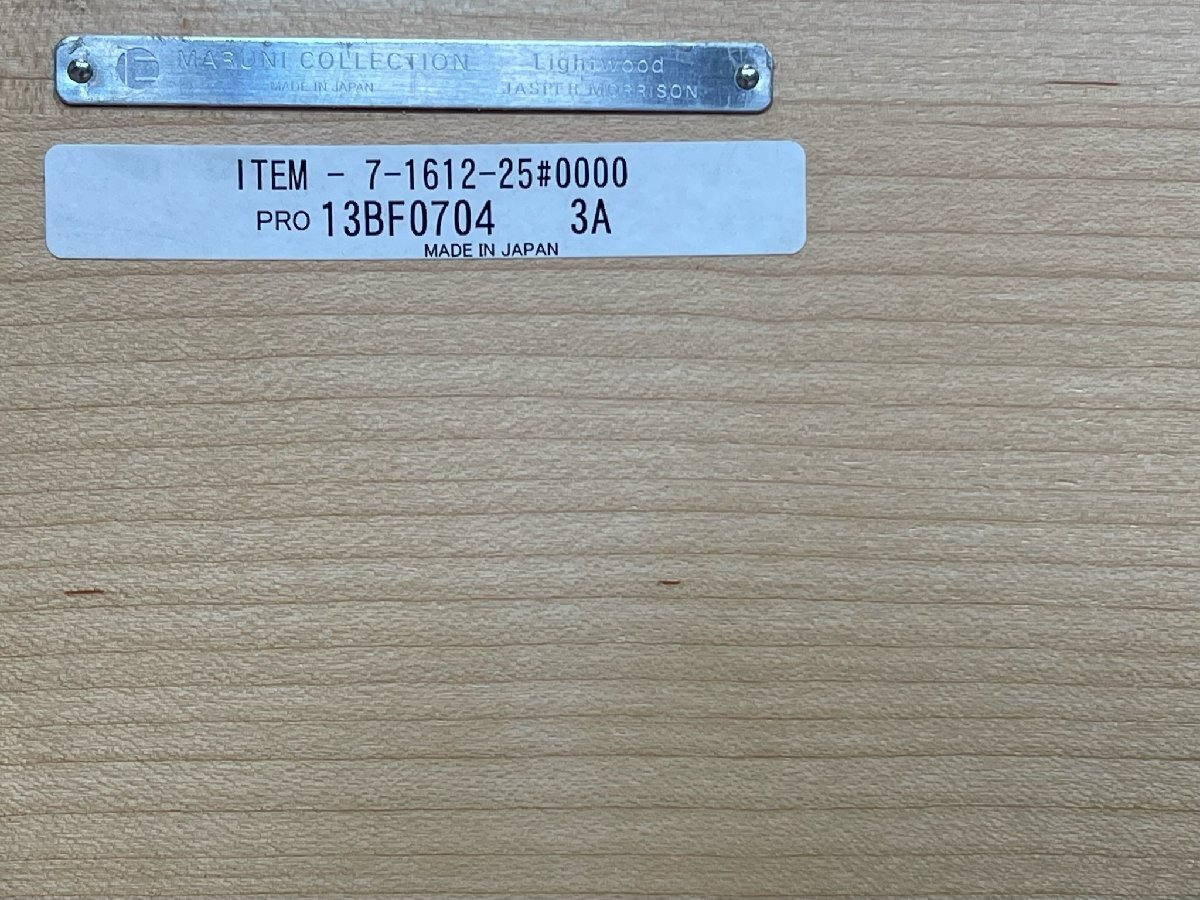 MARUNI COLLECTION Lightwood
MADE IN JAPAN JASPER MORRISON
ITEM - 7-1612-25#0000
PRO 13BF0704 3A
MADE IN JAPAN